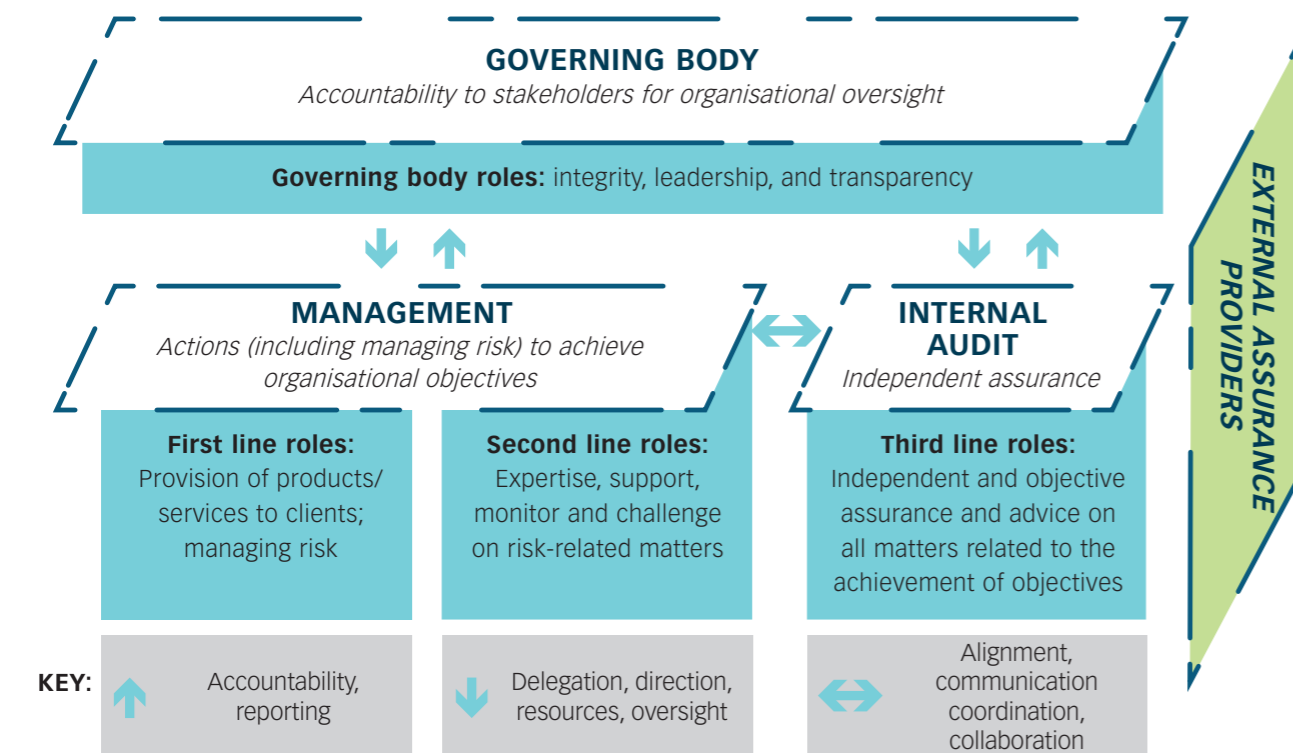 GOVERNING BODY
Accountability to stakeholders for organisational oversight
Governing body roles: integrity, leadership, and transparency
MANAGEMENT
Actions (including managing risk) to achieve
organisational objectives
INTERNAL
AUDIT
Independent assurance
First line roles:
Provision of products/
services to clients;
managing risk
Second line roles:
Expertise, support,
monitor and challenge
on risk-related matters
Third line roles:
Independent and objective
assurance and advice on
all matters related to the
achievement of objectives
EXTERNAL ASSURANCE
PROVIDERS
KEY:
Accountability,
reporting
Delegation, direction,
resources, oversight
Alignment,
communication
coordination,
collaboration